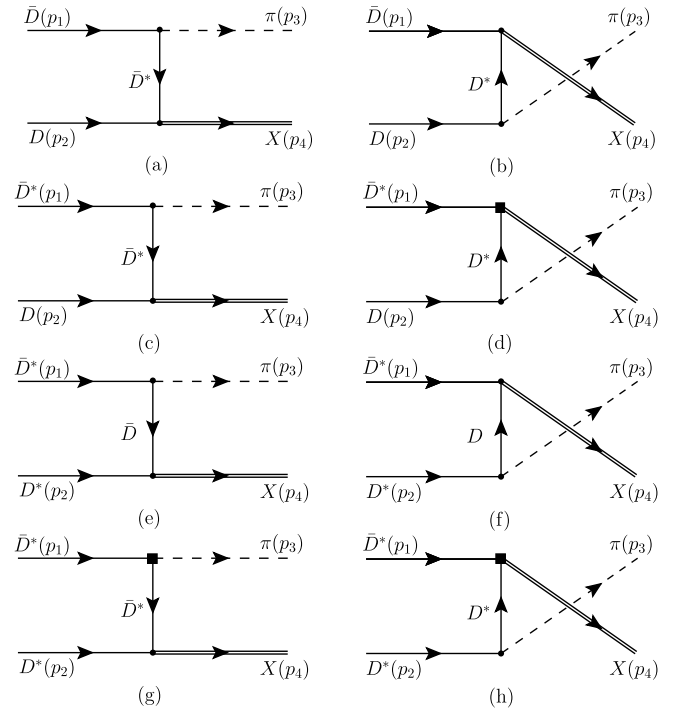 D̄(p₁) π(p₃) D̄(p₁) π(p₃)
D̄* D*
D(p₂) X(p₄) D(p₂) X(p₄)
(a) (b)
D̄*(p₁) π(p₃) D̄*(p₁) π(p₃)
D̄* D*
D(p₂) X(p₄) D(p₂) X(p₄)
(c) (d)
D̄*(p₁) π(p₃) D̄*(p₁) π(p₃)
D̄ D
D*(p₂) X(p₄) D*(p₂) X(p₄)
(e) (f)
D̄*(p₁) π(p₃) D̄*(p₁) π(p₃)
D̄* D*
D*(p₂) X(p₄) D*(p₂) X(p₄)
(g) (h)